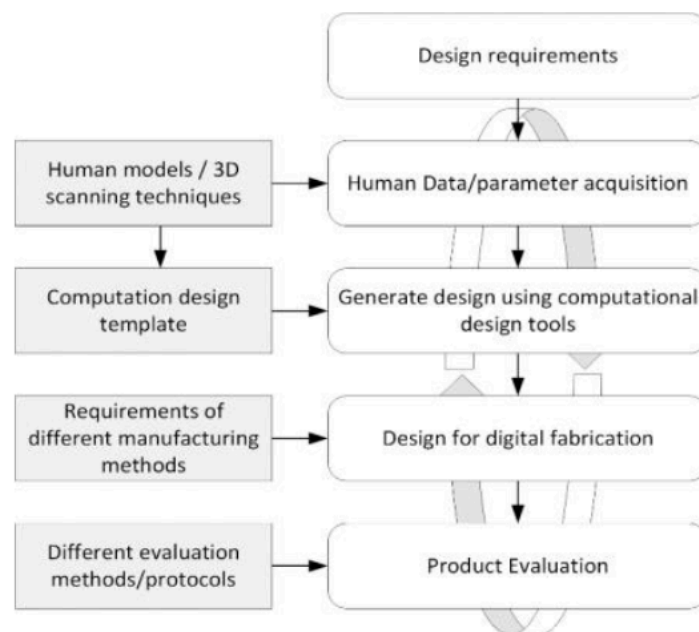 Design requirements
Human models / 3D
scanning techniques
Human Data/parameter acquisition
Computation design
template
Generate design using computational
design tools
Requirements of
different manufacturing
methods
Design for digital fabrication
Different evaluation
methods/protocols
Product Evaluation